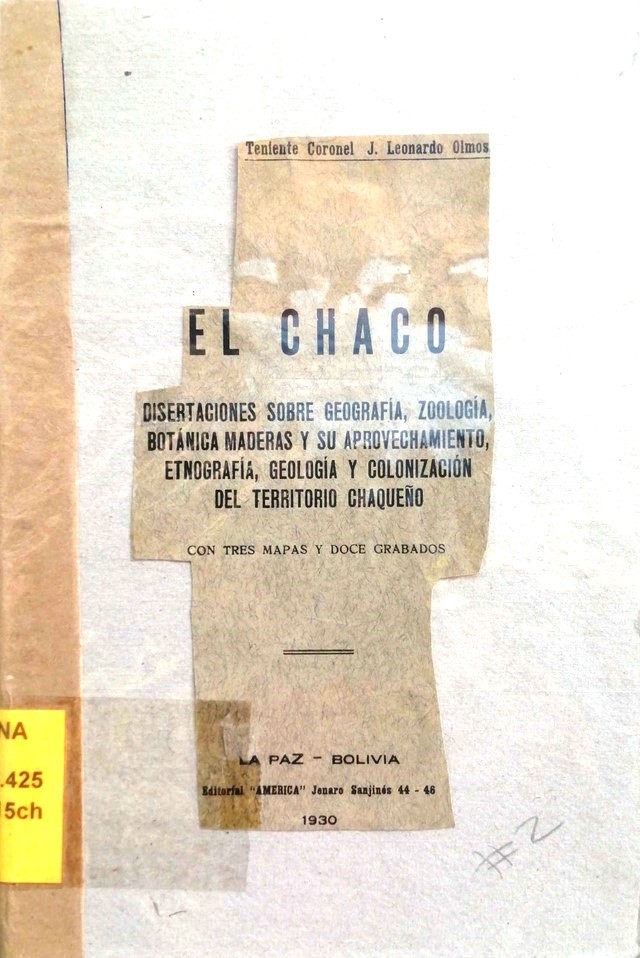 Teniente Coronel J. Leonardo Olmos
EL CHACO
DISERTACIONES SOBRE GEOGRAFÍA, ZOOLOGÍA,
BOTÁNICA MADERAS Y SU APROVECHAMIENTO,
ETNOGRAFÍA, GEOLOGÍA Y COLONIZACIÓN
DEL TERRITORIO CHAQUEÑO
CON TRES MAPAS Y DOCE GRABADOS
LA PAZ - BOLIVIA
Editorial "AMERICA" Jenaro Sanjinés 44 - 46
1930
NA
.425
5ch
#2